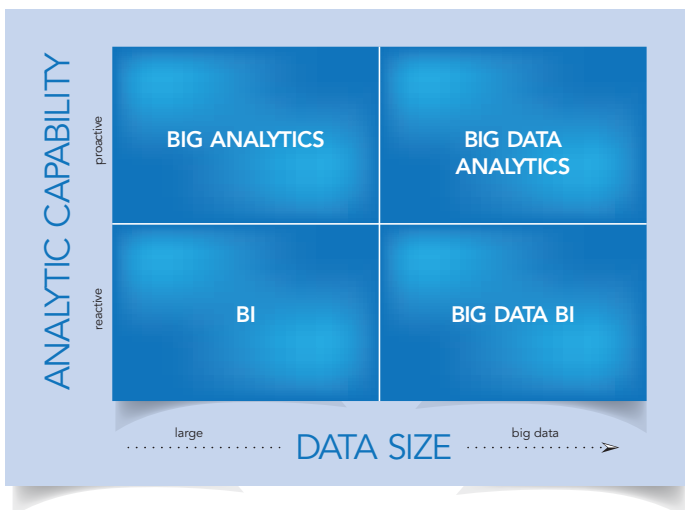 ANALYTIC CAPABILITY
proactive
reactive
BIG ANALYTICS
BIG DATA
ANALYTICS
BI
BIG DATA BI
large
DATA SIZE
big data